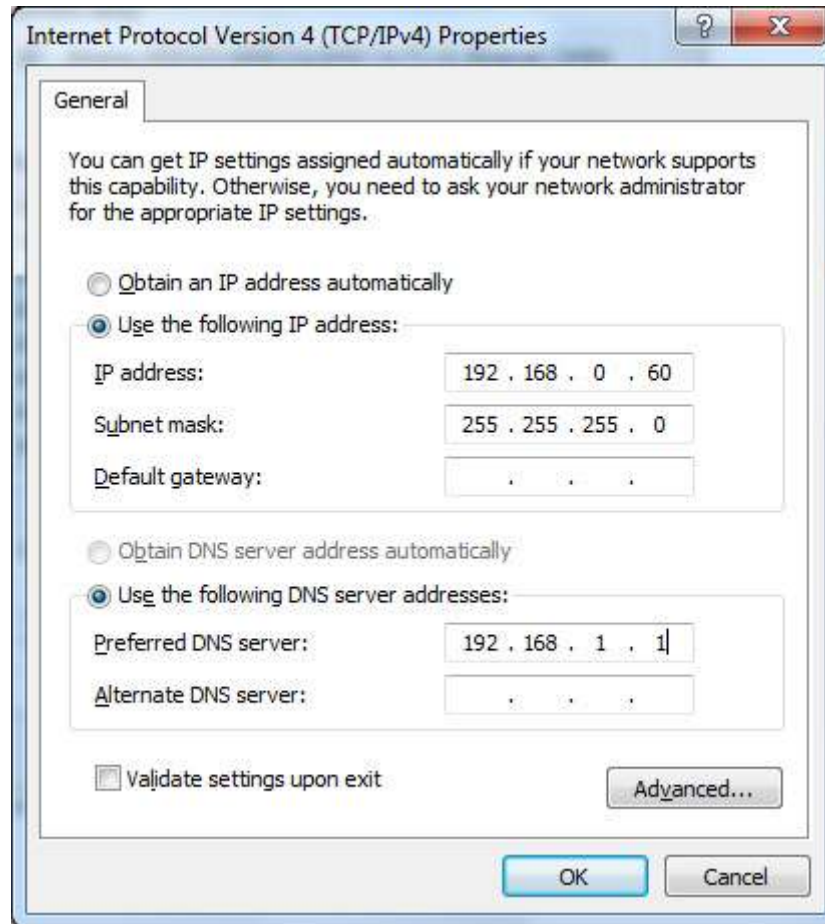 Internet Protocol Version 4 (TCP/IPv4) Properties
General
You can get IP settings assigned automatically if your network supports
this capability. Otherwise, you need to ask your network administrator
for the appropriate IP settings.
Obtain an IP address automatically
Use the following IP address:
IP address: 192 . 168 . 0 . 60
Subnet mask: 255 . 255 . 255 . 0
Default gateway: . . .
Obtain DNS server address automatically
Use the following DNS server addresses:
Preferred DNS server: 192 . 168 . 1 . 1
Alternate DNS server: . . .
Validate settings upon exit
Advanced...
OK Cancel